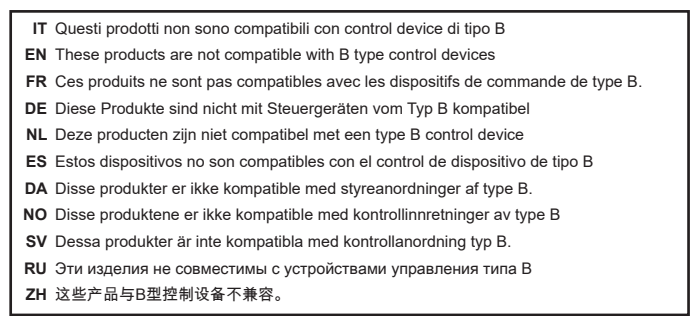 IT Questi prodotti non sono compatibili con control device di tipo B
EN These products are not compatible with B type control devices
FR Ces produits ne sont pas compatibles avec les dispositifs de commande de type B.
DE Diese Produkte sind nicht mit Steuergeräten vom Typ B kompatibel
NL Deze producten zijn niet compatibel met een type B control device
ES Estos dispositivos no son compatibles con el control de dispositivo de tipo B
DA Disse produkter er ikke kompatible med styreanordninger af type B.
NO Disse produktene er ikke kompatible med kontrollinnretninger av type B
SV Dessa produkter är inte kompatibla med kontrollanordning typ B.
RU Эти изделия не совместимы с устройствами управления типа В
ZH 这些产品与B型控制设备不兼容。